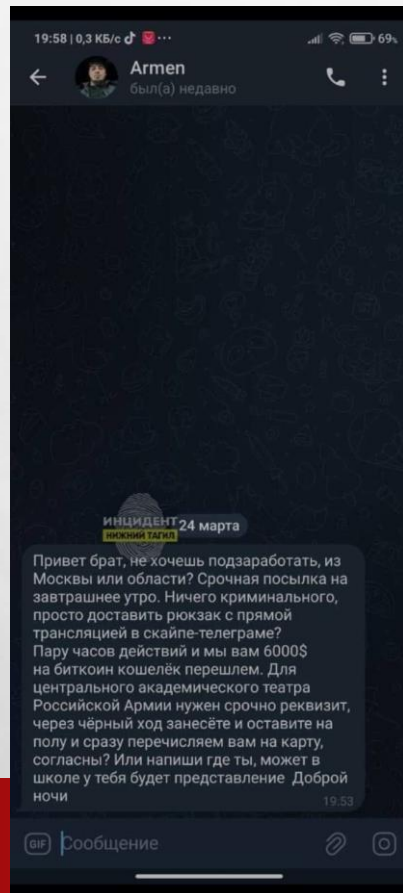 19:58 | 0,3 КБ/с
69%
Armen
был(а) недавно
ИНЦИДЕНТ
НИЖНИЙ ТАГИЛ
24 марта
Привет брат, не хочешь подзаработать, из
Москвы или области? Срочная посылка на
завтрашнее утро. Ничего криминального,
просто доставить рюкзак с прямой
трансляцией в скайпе-телеграме?
Пару часов действий и мы вам 6000$
на биткоин кошелёк перешлем. Для
центрального академического театра
Российской Армии нужен срочно реквизит,
через чёрный ход занесёте и оставите на
полу и сразу перечисляем вам на карту,
согласны? Или напиши где ты, может в
школе у тебя будет представление Доброй
ночи
19.53
GIF
Сообщение